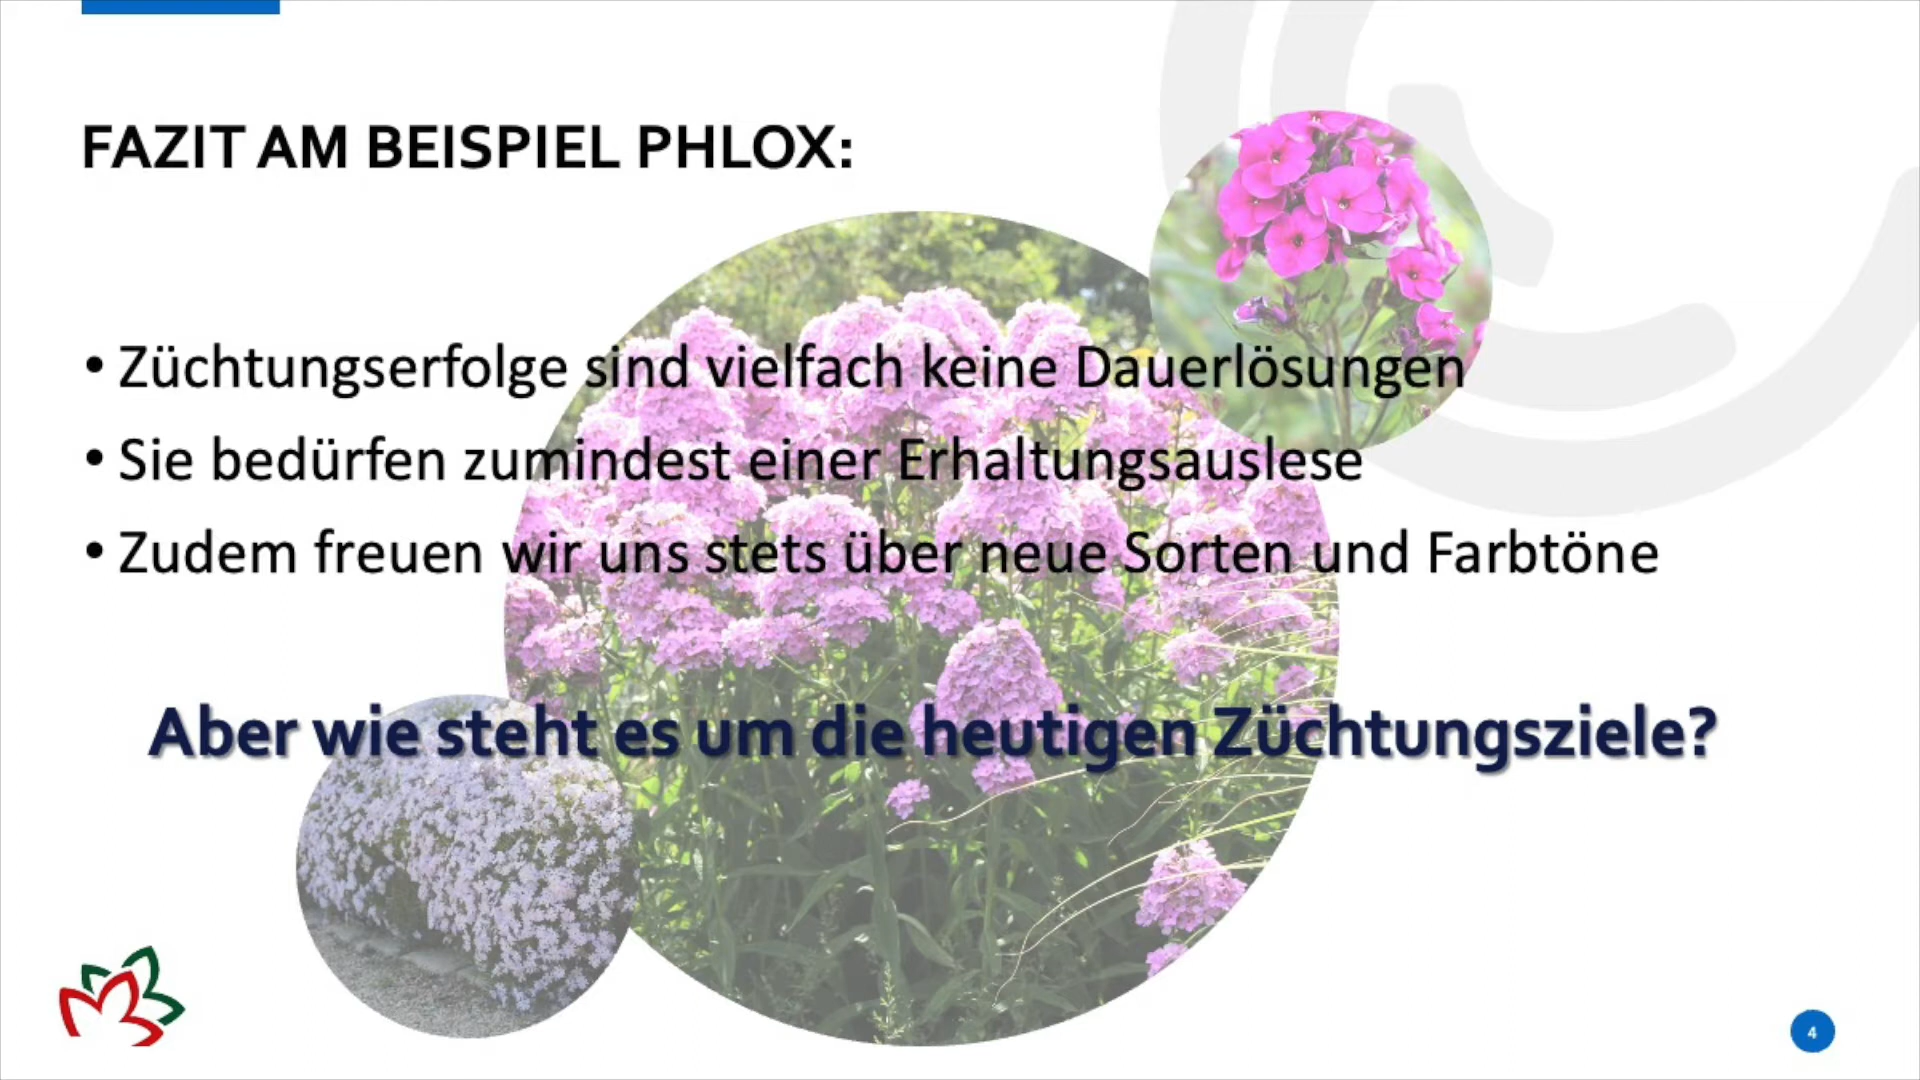 FAZIT AM BEISPIEL PHLOX:
• Züchtungserfolge sind vielfach keine Dauerlösungen
• Sie bedürfen zumindest einer Erhaltungsauslese
• Zudem freuen wir uns stets über neue Sorten und Farbtöne
Aber wie steht es um die heutigen Züchtungsziele?
4